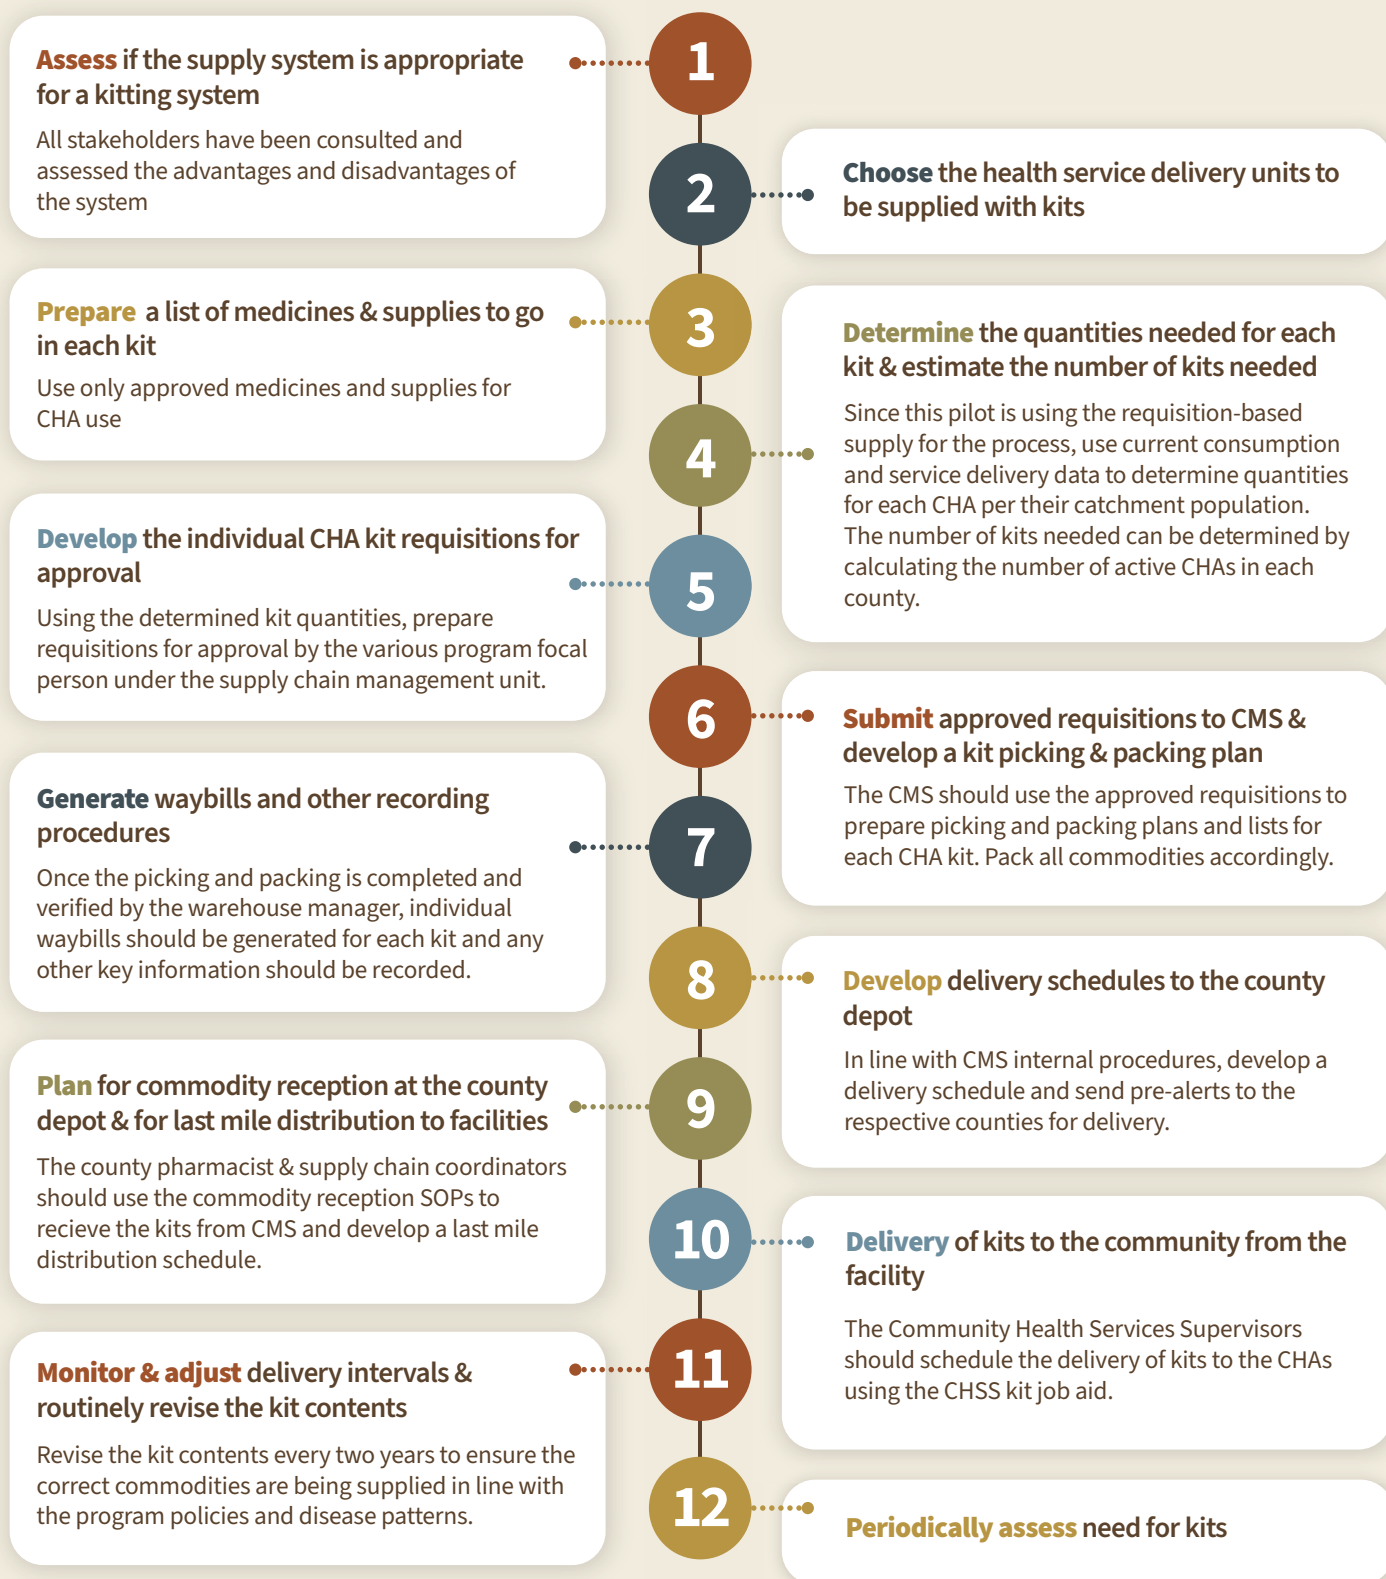 1
Assess if the supply system is appropriate
for a kitting system
All stakeholders have been consulted and
assessed the advantages and disadvantages of
the system
2
Choose the health service delivery units to
be supplied with kits
3
Prepare a list of medicines & supplies to go
in each kit
Use only approved medicines and supplies for
CHA use
4
Determine the quantities needed for each
kit & estimate the number of kits needed
Since this pilot is using the requisition-based
supply for the process, use current consumption
and service delivery data to determine quantities
for each CHA per their catchment population.
The number of kits needed can be determined by
calculating the number of active CHAs in each
county.
5
Develop the individual CHA kit requisitions for
approval
Using the determined kit quantities, prepare
requisitions for approval by the various program focal
person under the supply chain management unit.
6
Submit approved requisitions to CMS &
develop a kit picking & packing plan
The CMS should use the approved requisitions to
prepare picking and packing plans and lists for
each CHA kit. Pack all commodities accordingly.
7
Generate waybills and other recording
procedures
Once the picking and packing is completed and
verified by the warehouse manager, individual
waybills should be generated for each kit and any
other key information should be recorded.
8
Develop delivery schedules to the county
depot
In line with CMS internal procedures, develop a
delivery schedule and send pre-alerts to the
respective counties for delivery.
9
Plan for commodity reception at the county
depot & for last mile distribution to facilities
The county pharmacist & supply chain coordinators
should use the commodity reception SOPs to
recieve the kits from CMS and develop a last mile
distribution schedule.
10
Delivery of kits to the community from the
facility
The Community Health Services Supervisors
should schedule the delivery of kits to the CHAs
using the CHSS kit job aid.
11
Monitor & adjust delivery intervals &
routinely revise the kit contents
Revise the kit contents every two years to ensure the
correct commodities are being supplied in line with
the program policies and disease patterns.
12
Periodically assess need for kits